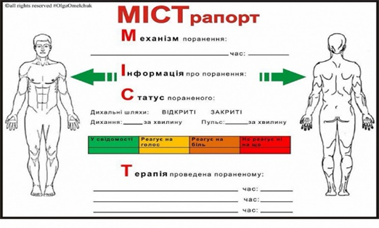 ©all rights reserved #OlgaOmelchuk
МІСТрапорт
Механізм поранення:
час:
Інформація про поранення:
Статус пораненого:
Дихальні шляхи: ВІДКРИТІ ЗАКРИТІ
Дихання: за хвилину Пульс: за хвилину
У свідомості Реагує на голос Реагує на біль Не реагує ні на що
Терапія проведена пораненому:
час:
час:
час: